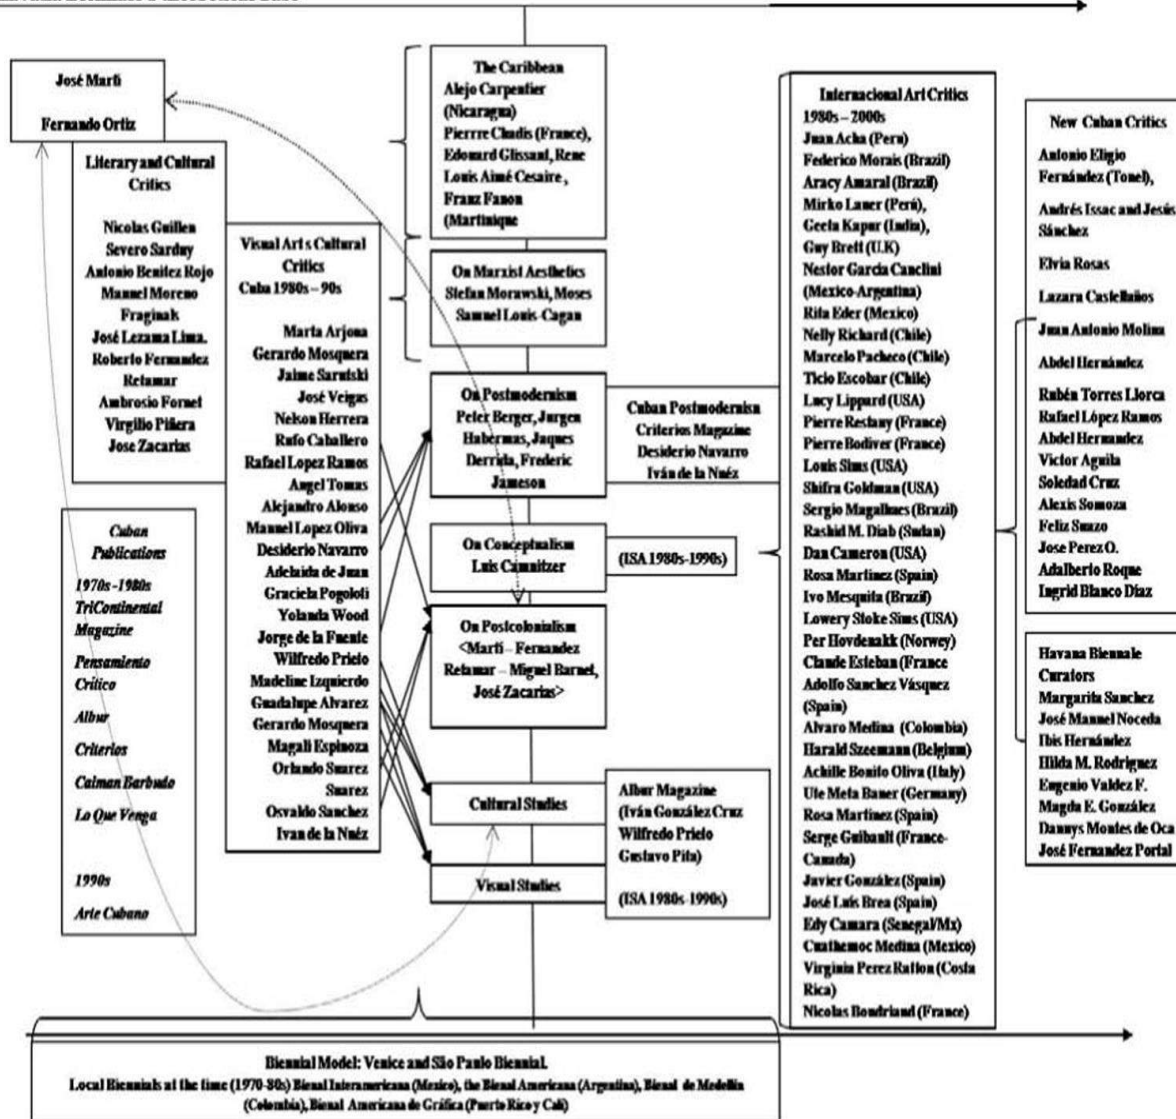 José Marti
Fernando Ortiz
Literary and Cultural
Critics
Nicolas Guillen
Severo Sarduy
Antonio Benitez Rojo
Manuel Moreno
Fraginals
José Lezama Lima.
Roberto Fernandez
Retamar
Ambrosio Fornet
Virgilio Piñera
Jose Zacarias
Cuban
Publications
1970s -1980s
TriContinental
Magazine
Pensamiento
Critico
Albur
Criterios
Caiman Barbudo
Lo Que Venga
1990s
Arte Cubano
Visual Art s Cultural
Critics
Cuba 1980s – 90s
Marta Arjona
Gerardo Mosquera
Jaime Sarutski
José Veigas
Nelson Herrera
Rufo Caballero
Rafael Lopez Ramos
Angel Tomas
Alejandro Alonso
Manuel Lopez Oliva
Desiderio Navarro
Adelaida de Juan
Graciela Pogoloti
Yolanda Wood
Jorge de la Fuente
Wilfredo Prieto
Madeline Izquierdo
Guadalupe Alvarez
Gerardo Mosquera
Magali Espinoza
Orlando Suarez
Suarez
Osvaldo Sanchez
Ivan de la Nuéz
The Caribbean
Alejo Carpentier
(Nicaragua)
Pierrre Chadis (France),
Edouard Glissant, Rene
Louis Aimé Cesaire ,
Franz Fanon
(Martinique
On Marxist Aesthetics
Stefan Morawski, Moses
Samuel Louis-Cagan
On Postmodernism
Peter Berger, Jurgen
Habermas, Jaques
Derrida, Frederic
Jameson
Cuban Postmodernism
Criterios Magazine
Desiderio Navarro
Iván de la Nuéz
On Conceptualism
Luis Camnitzer
(ISA 1980s-1990s)
On Postcolonialism
<Marti – Fernandez
Retamar – Miguel Barnet,
José Zacarias>
Cultural Studies
Visual Studies
Albur Magazine
(Iván González Cruz
Wilfredo Prieto
Gustavo Pita)
(ISA 1980s-1990s)
Internacional Art Critics
1980s – 2000s
Juan Acha (Peru)
Federico Morais (Brazil)
Aracy Amaral (Brazil)
Mirko Lauer (Perú),
Geeta Kapur (India),
Guy Brett (U.K)
Nestor Garcia Canclini
(Mexico-Argentina)
Rita Eder (Mexico)
Nelly Richard (Chile)
Marcelo Pacheco (Chile)
Ticio Escobar (Chile)
Lucy Lippard (USA)
Pierre Restany (France)
Pierre Bodiver (France)
Louis Sims (USA)
Shifra Goldman (USA)
Sergio Magalhaes (Brazil)
Rashid M. Diab (Sudan)
Dan Cameron (USA)
Rosa Martinez (Spain)
Ivo Mesquita (Brazil)
Lowery Stoke Sims (USA)
Per Hovdenakk (Norwey)
Claude Esteban (France
Adolfo Sanchez Vásquez
(Spain)
Alvaro Medina (Colombia)
Harald Szeemann (Belgium)
Achille Bonito Oliva (Italy)
Ute Meta Bauer (Germany)
Rosa Martinez (Spain)
Serge Guibault (France-
Canada)
Javier González (Spain)
José Luis Brea (Spain)
Edy Camara (Senegal/Mx)
Cuathemoc Medina (Mexico)
Virginia Perez Ratton (Costa
Rica)
Nicolas Boudriaud (France)
New Cuban Critics
Antonio Eligio
Fernández (Tonel),
Andrés Issac and Jesús
Sánchez
Elvia Rosas
Lazara Castellaños
Juan Antonio Molina
Abdel Hernández
Rubén Torres Llorca
Rafael López Ramos
Abdel Hernandez
Victor Aguila
Soledad Cruz
Alexis Somoza
Feliz Suazo
Jose Perez O.
Adalberto Roque
Ingrid Blanco Diaz
Havana Biennale
Curators
Margarita Sanchez
José Manuel Noceda
Ibis Hernández
Hilda M. Rodriguez
Eugenio Valdez F.
Magda E. González
Dannys Montes de Oca
José Fernandez Portal
Biennial Model: Venice and São Paulo Biennial.
Local Biennials at the time (1970-80s) Bienal Interamericana (Mexico), the Bienal Americana (Argentina), Bienal de Medellin
(Colombia), Bienal Americana de Gráfica (Puerto Rico y Cali)